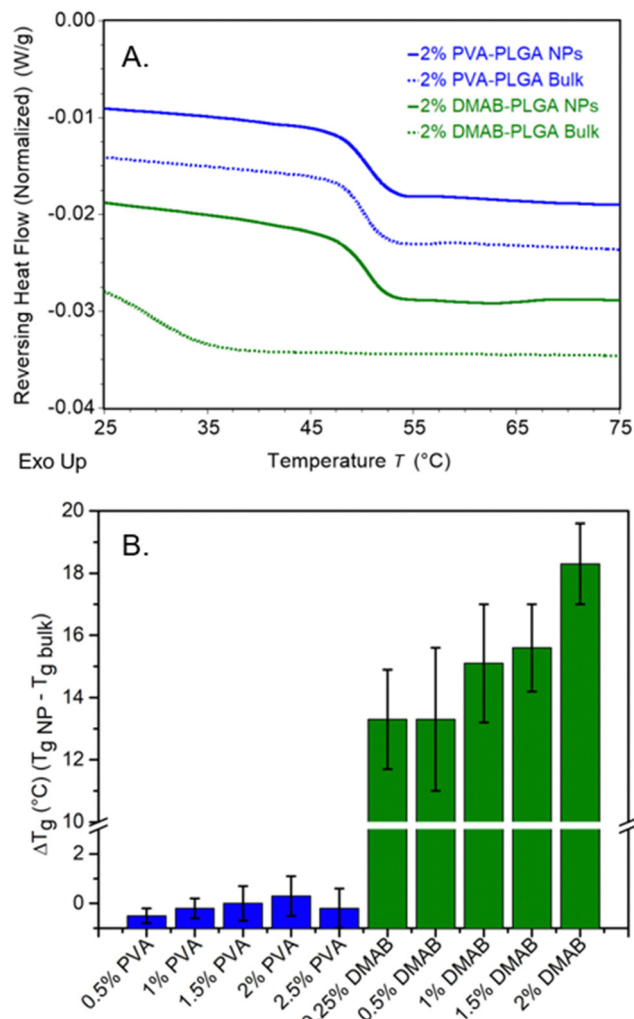 0.00
A.
2% PVA-PLGA NPs
2% PVA-PLGA Bulk
2% DMAB-PLGA NPs
2% DMAB-PLGA Bulk
-0.01
-0.02
-0.03
-0.04
Reversing Heat Flow (Normalized) (W/g)
25 35 45 55 65 75
Exo Up
Temperature T (°C)
B.
20
18
16
14
12
10
2
0
ΔTg (°C) (Tg NP - Tg bulk)
0.5% PVA
1% PVA
1.5% PVA
2% PVA
2.5% PVA
0.25% DMAB
0.5% DMAB
1% DMAB
1.5% DMAB
2% DMAB